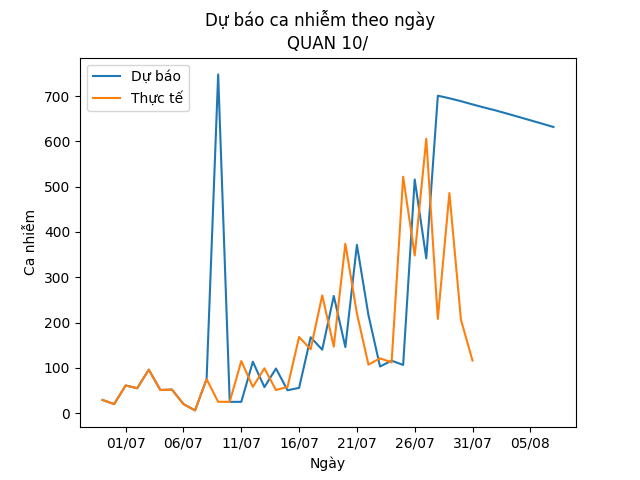 Dự báo ca nhiễm theo ngày
QUAN 10/
Dự báo
Thực tế
Ca nhiễm
700
600
500
400
300
200
100
0
01/07 06/07 11/07 16/07 21/07 26/07 31/07 05/08
Ngày